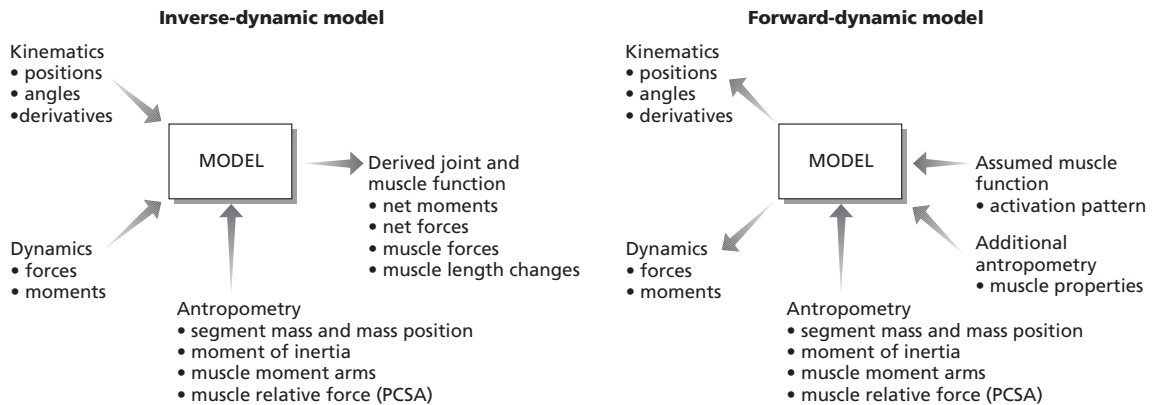 Inverse-dynamic model
Kinematics
• positions
• angles
•derivatives
MODEL
Derived joint and
muscle function
• net moments
• net forces
• muscle forces
• muscle length changes
Dynamics
• forces
• moments
Antropometry
• segment mass and mass position
• moment of inertia
• muscle moment arms
• muscle relative force (PCSA)
Forward-dynamic model
Kinematics
• positions
• angles
• derivatives
MODEL
Assumed muscle
function
• activation pattern
Additional
antropometry
• muscle properties
Dynamics
• forces
• moments
Antropometry
• segment mass and mass position
• moment of inertia
• muscle moment arms
• muscle relative force (PCSA)